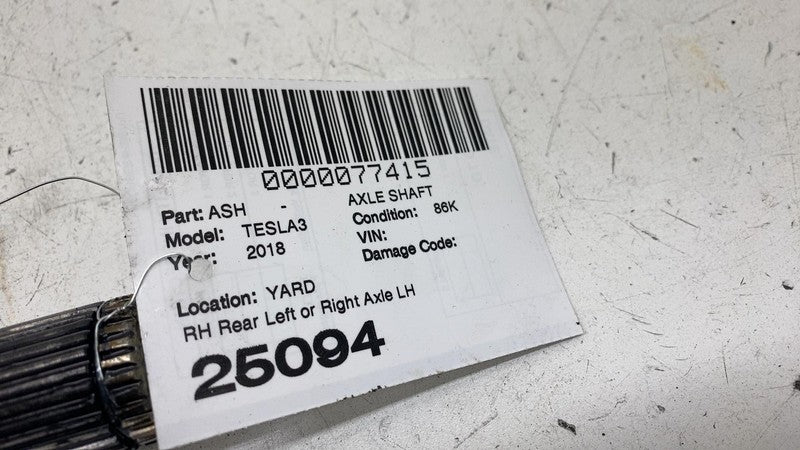 0000077415
Part: ASH - AXLE SHAFT
Model: TESLA3 Condition: 86K
Year: 2018 VIN:
Damage Code:
Location: YARD
RH Rear Left or Right Axle LH
25094